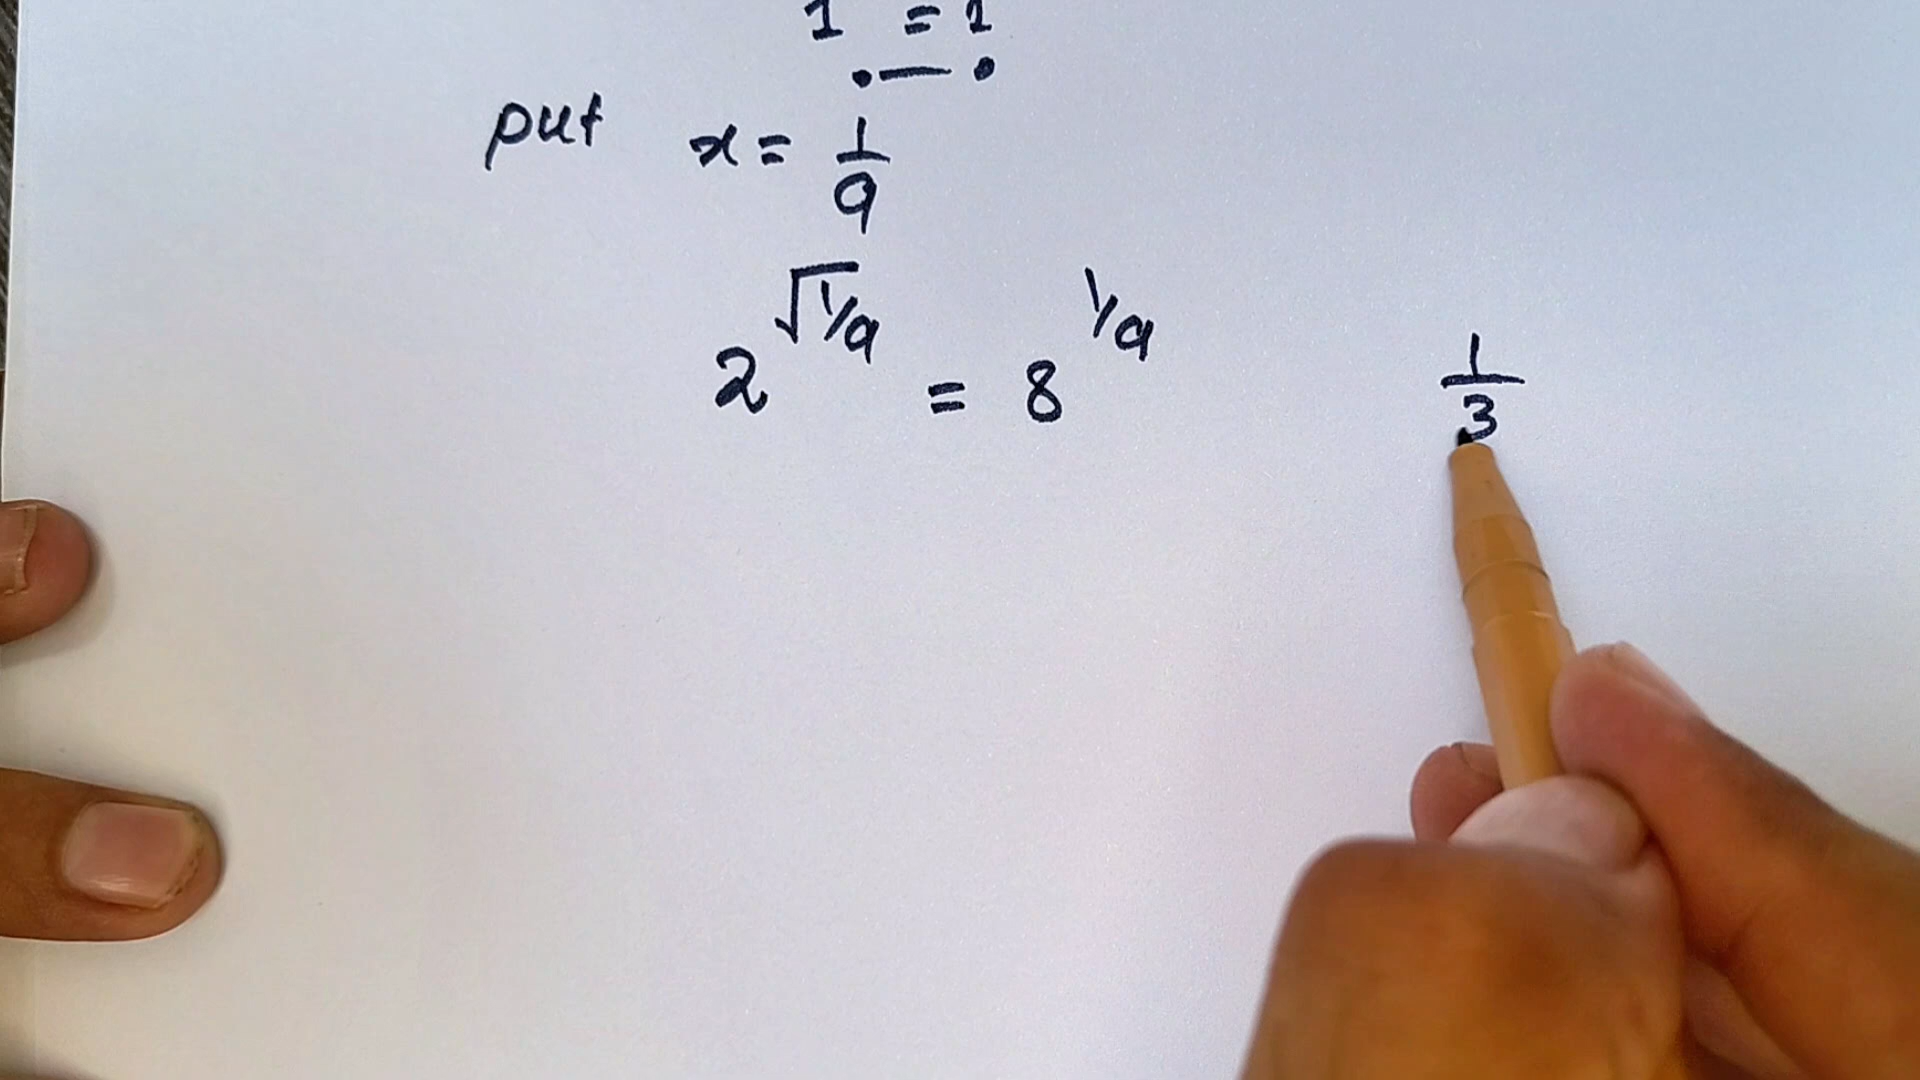 1 = 1
put x = 1/9
2^√1/9 = 8^1/9
1/3